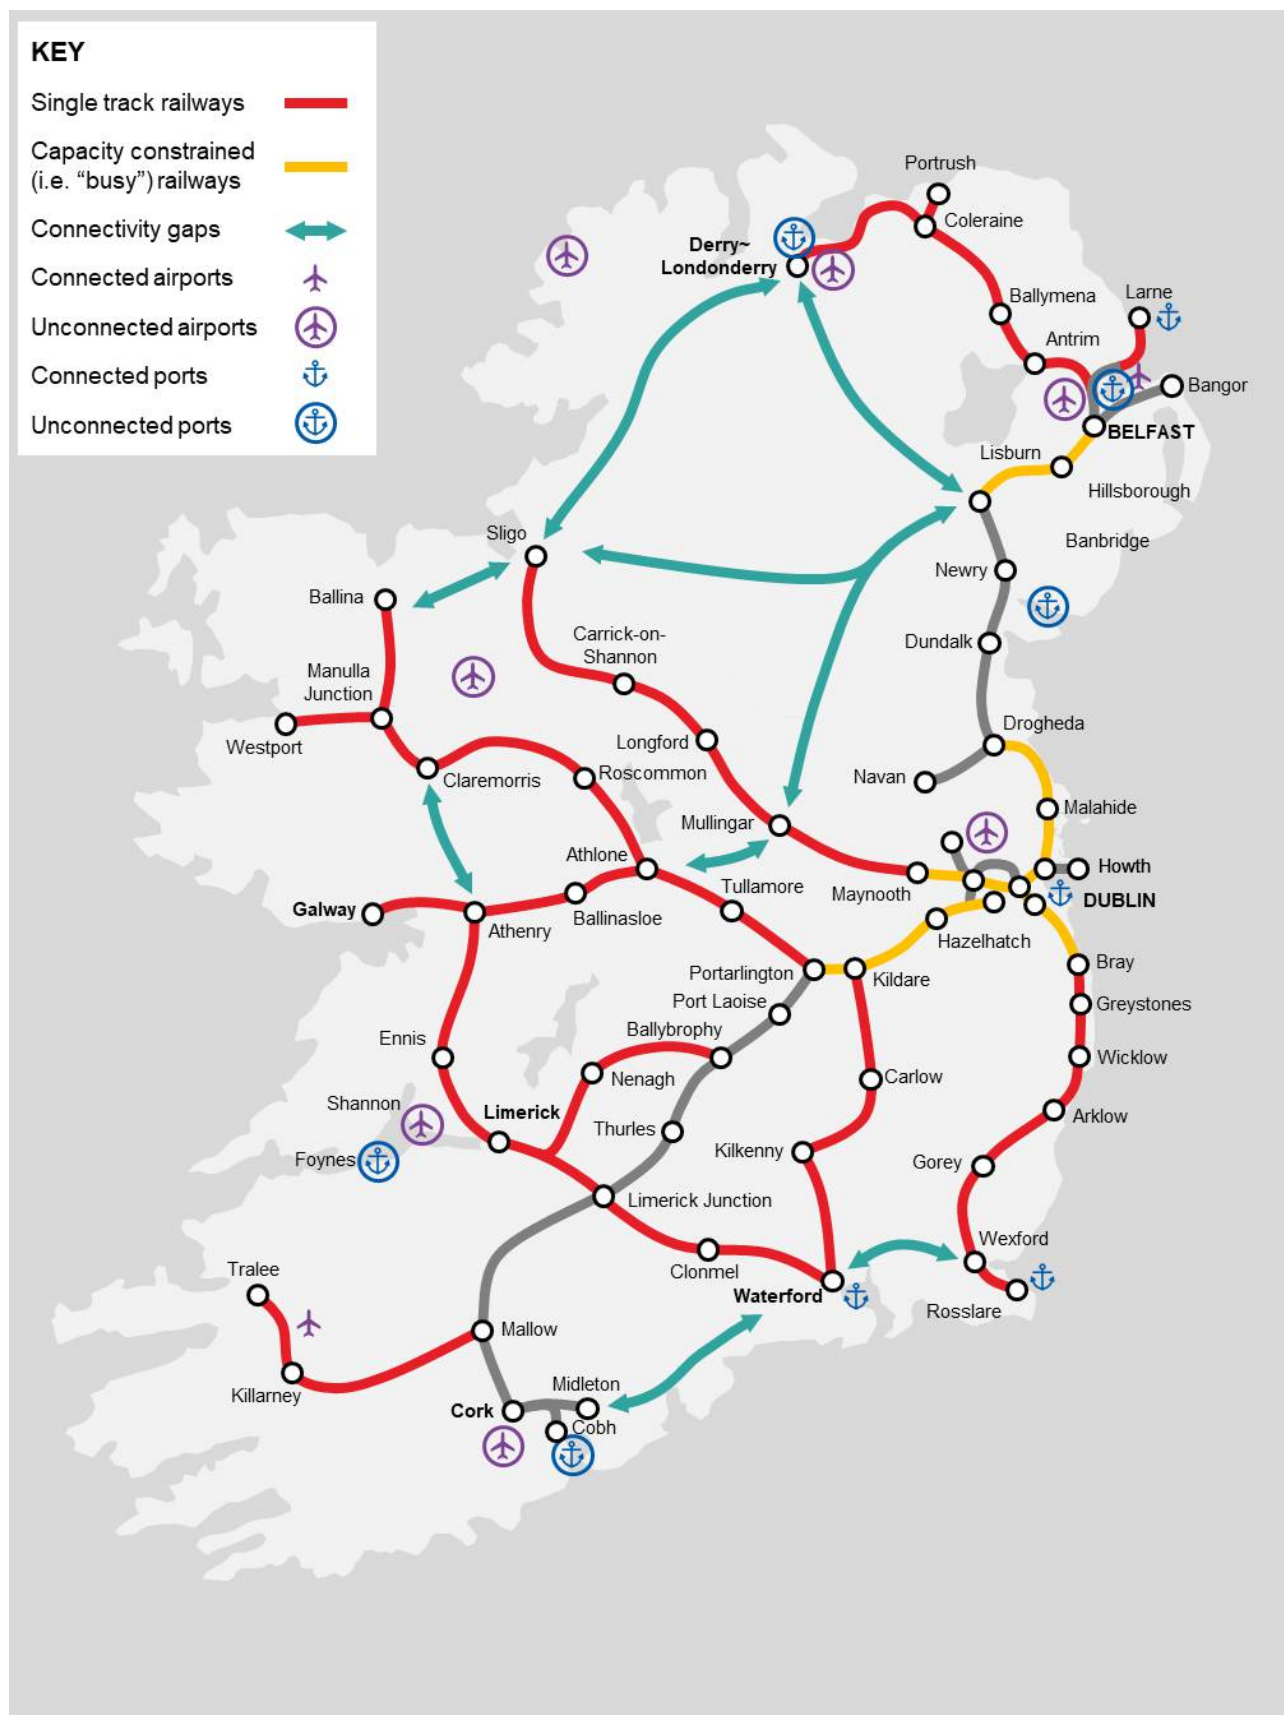 KEY
Single track railways
Capacity constrained
(i.e. “busy”) railways
Connectivity gaps
Connected airports
Unconnected airports
Connected ports
Unconnected ports
Portrush
Coleraine
Derry~
Londonderry
Ballymena
Larne
Antrim
Bangor
BELFAST
Lisburn
Hillsborough
Sligo
Banbridge
Newry
Ballina
Carrick-on-
Shannon
Dundalk
Manulla
Junction
Westport
Drogheda
Longford
Claremorris
Roscommon
Navan
Malahide
Mullingar
Athlone
Howth
Maynooth
Tullamore
DUBLIN
Galway
Ballinasloe
Athenry
Hazelhatch
Bray
Portarlington
Kildare
Port Laoise
Greystones
Ballybrophy
Ennis
Wicklow
Nenagh
Carlow
Shannon
Limerick
Arklow
Thurles
Kilkenny
Foynes
Gorey
Limerick Junction
Wexford
Tralee
Clonmel
Waterford
Rosslare
Mallow
Midleton
Killarney
Cork
Cobh